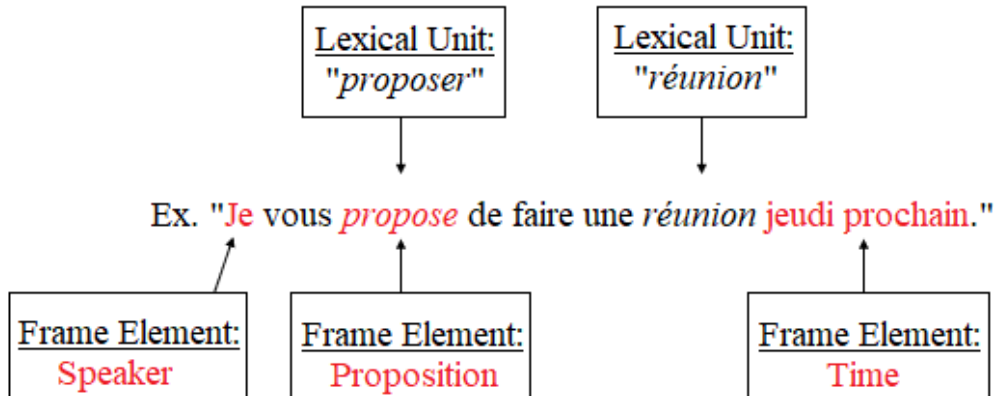 Lexical Unit:
"proposer"
Lexical Unit:
"réunion"
Ex. "Je vous propose de faire une réunion jeudi prochain."
Frame Element:
Speaker
Frame Element:
Proposition
Frame Element:
Time